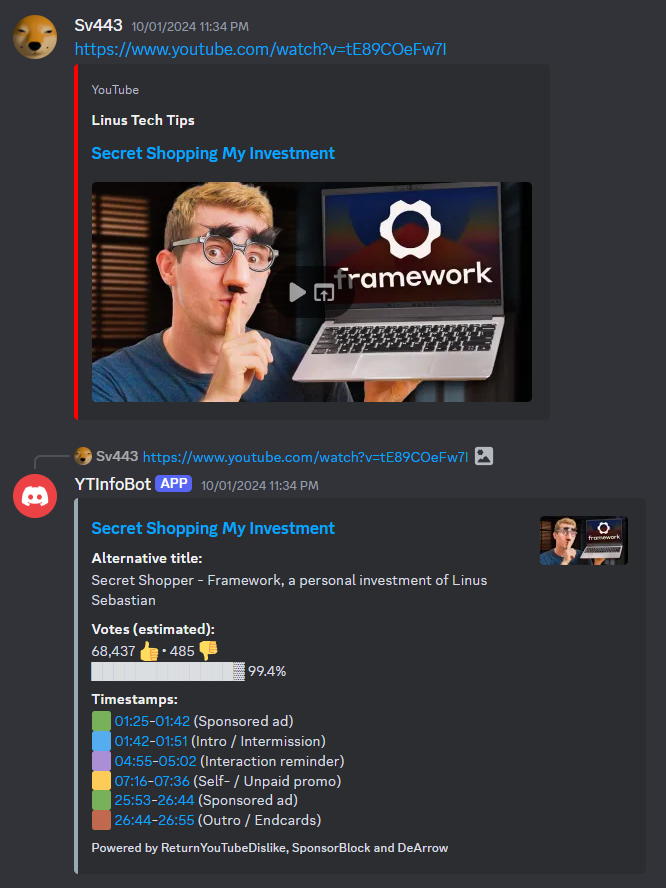 Sv443 10/01/2024 11:34 PM
https://www.youtube.com/watch?v=tE89COeFw7I
YouTube
Linus Tech Tips
Secret Shopping My Investment
framework
Sv443 https://www.youtube.com/watch?v=tE89COeFw7I
YTInfoBot APP 10/01/2024 11:34 PM
Secret Shopping My Investment
framework
Alternative title:
Secret Shopper - Framework, a personal investment of Linus
Sebastian
Votes (estimated):
68,437 👍 • 485 👎
99.4%
Timestamps:
01:25-01:42 (Sponsored ad)
01:42-01:51 (Intro / Intermission)
04:55-05:02 (Interaction reminder)
07:16-07:36 (Self- / Unpaid promo)
25:53-26:44 (Sponsored ad)
26:44-26:55 (Outro / Endcards)
Powered by ReturnYouTubeDislike, SponsorBlock and DeArrow